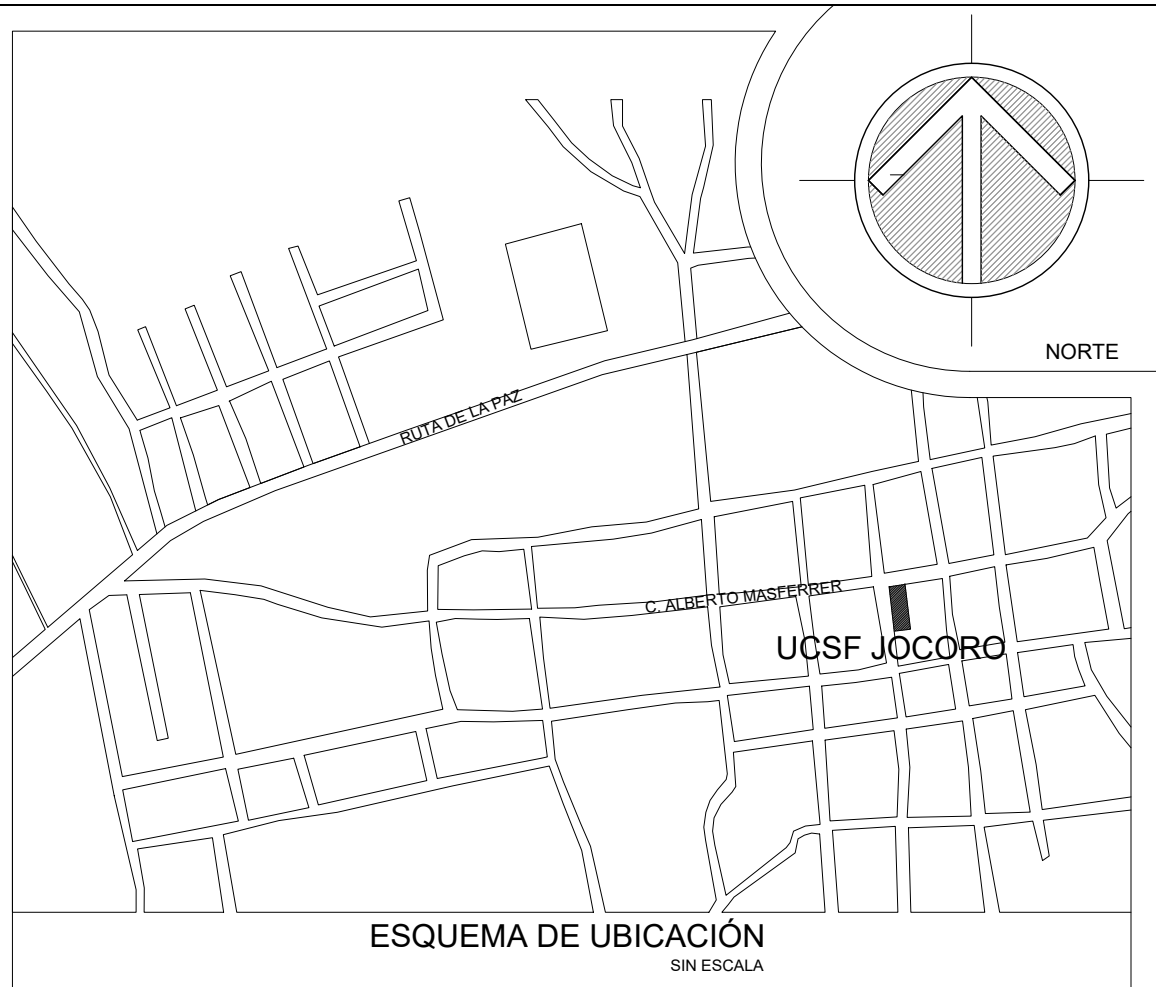 NORTE
RUTA DE LA PAZ
C. ALBERTO MASFERRER
UCSF JOCORO
ESQUEMA DE UBICACIÓN
SIN ESCALA